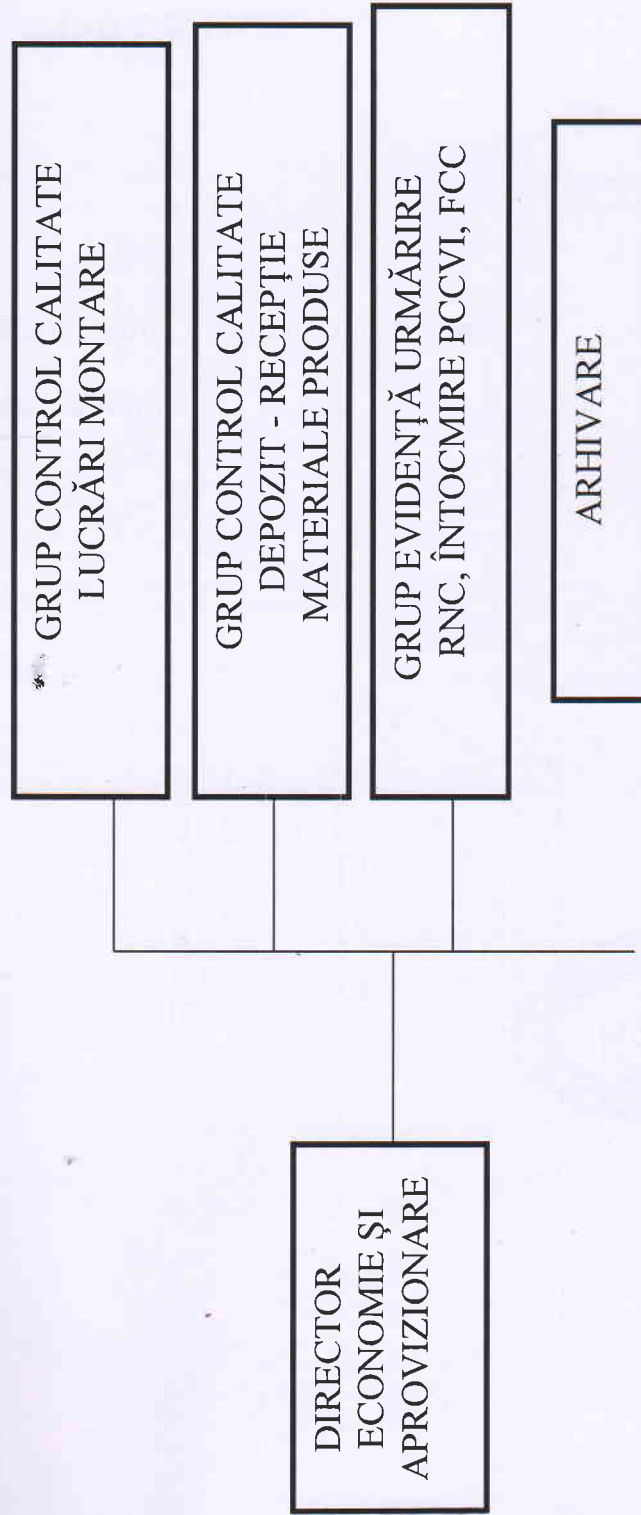 DIRECTOR
ECONOMIE ȘI
APROVIZIONARE
GRUP CONTROL CALITATE
LUCRĂRI MONTARE
GRUP CONTROL CALITATE
DEPOZIT - RECEPȚIE
MATERIALE PRODUSE
GRUP EVIDENȚĂ URMĂRIRE
RNC, ÎNTOCMIRE PCCVI, FCC
ARHIVARE